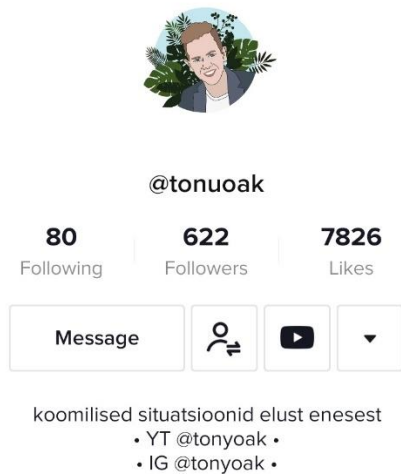 @tonuoak
80 622 7826
Following Followers Likes
Message
koomilised situatsioonid elust enesest
• YT @tonyoak •
• IG @tonyoak •